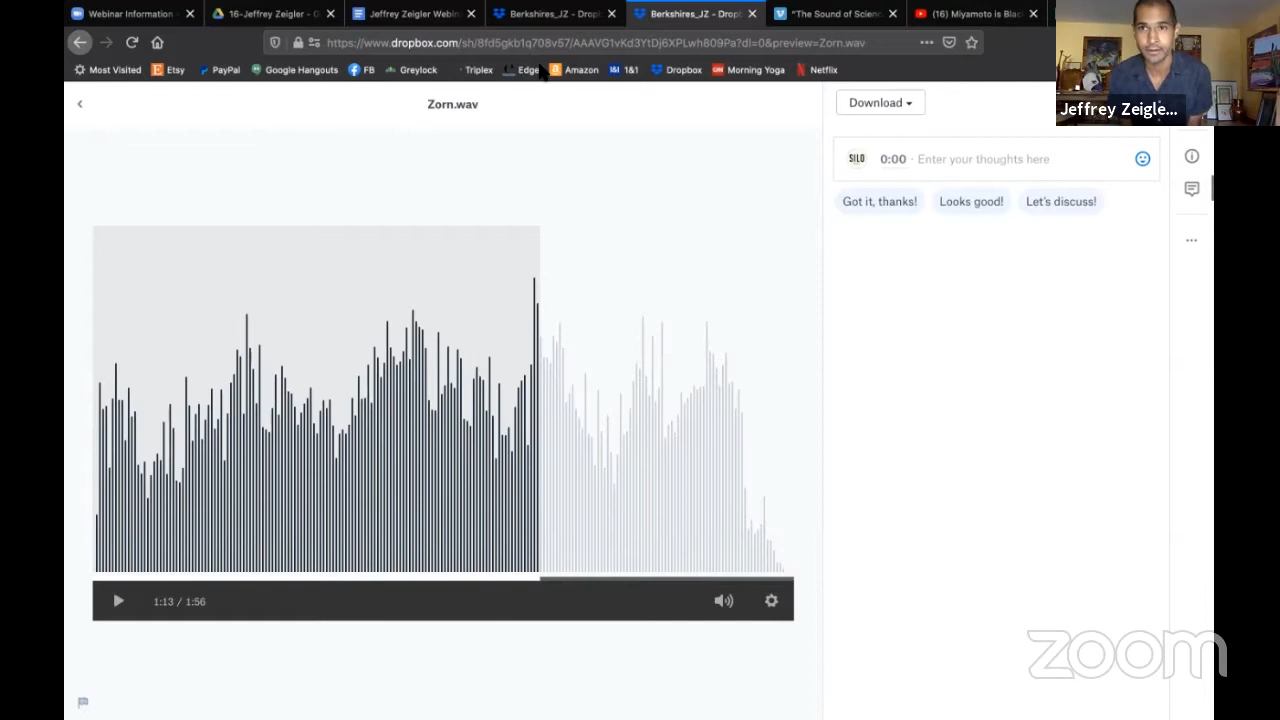 Webinar Information -
16-Jeffrey Zeigler - G
Jeffrey Zeigler Webin
Berkshires_JZ - Dropb
Berkshires_JZ - Dropb
"The Sound of Scienc
(16) Miyamoto is Blac
https://www.dropbox.com/sh/8fd5gkb1q708v57/AAAVG1vKd3YtDj6XPLwh809Pa?dl=0&preview=Zorn.wav
Most Visited
Etsy
PayPal
Google Hangouts
FB
Greylock
Triplex
Edge
Amazon
1&1
Dropbox
Morning Yoga
Netflix
Zorn.wav
Download
Jeffrey Zeigle...
SILO
0:00 · Enter your thoughts here
Got it, thanks!
Looks good!
Let's discuss!
1:13 / 1:56
zoom